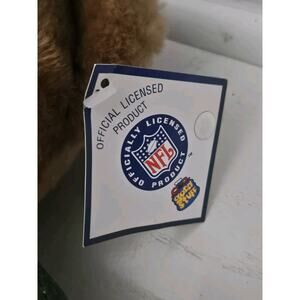 OFFICIAL LICENSED
PRODUCT
OFFICIALLY LICENSED
NFL
PRODUCT